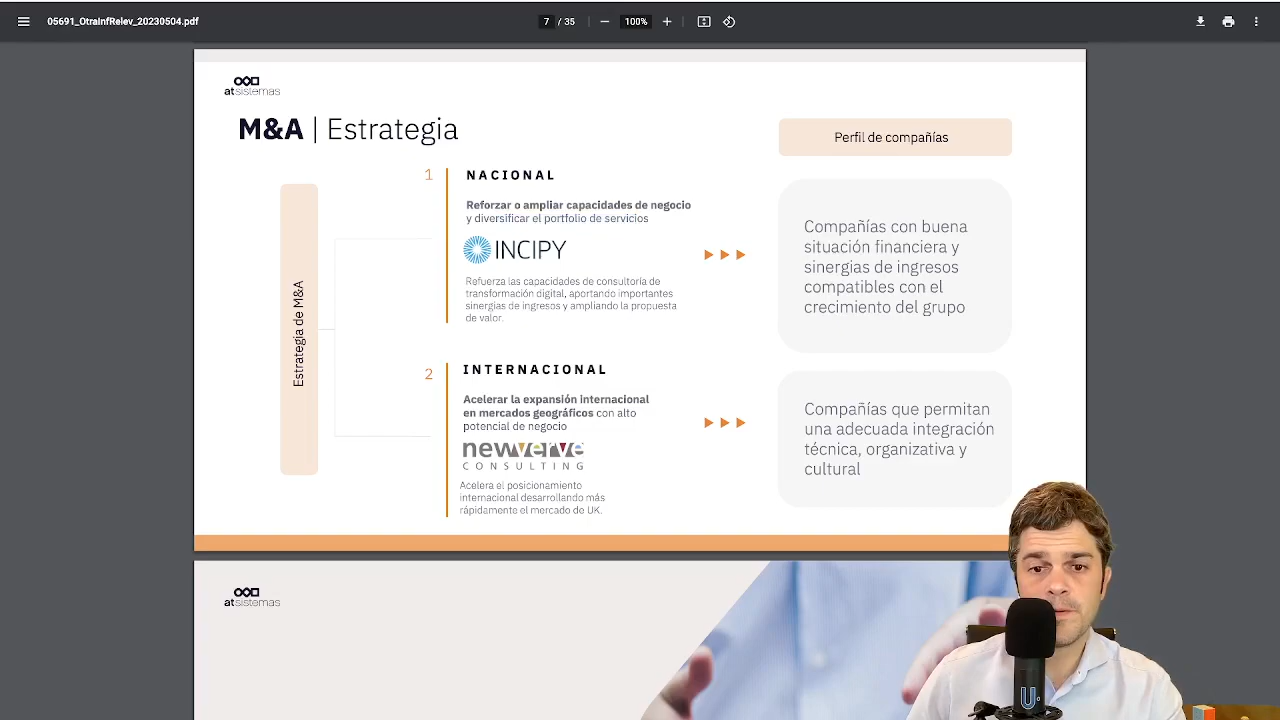 05691_OtraInfRelev_20230504.pdf
7 / 35
100%
atsistemas
M&A | Estrategia
Perfil de compañías
Estrategia de M&A
1
NACIONAL
Reforzar o ampliar capacidades de negocio
y diversificar el portfolio de servicios
INCIPY
Refuerza las capacidades de consultoría de
transformación digital, aportando importantes
sinergias de ingresos y ampliando la propuesta
de valor.
Compañías con buena
situación financiera y
sinergias de ingresos
compatibles con el
crecimiento del grupo
2
INTERNACIONAL
Acelerar la expansión internacional
en mercados geográficos con alto
potencial de negocio
newverve
CONSULTING
Acelera el posicionamiento
internacional desarrollando más
rápidamente el mercado de UK.
Compañías que permitan
una adecuada integración
técnica, organizativa y
cultural
atsistemas
U